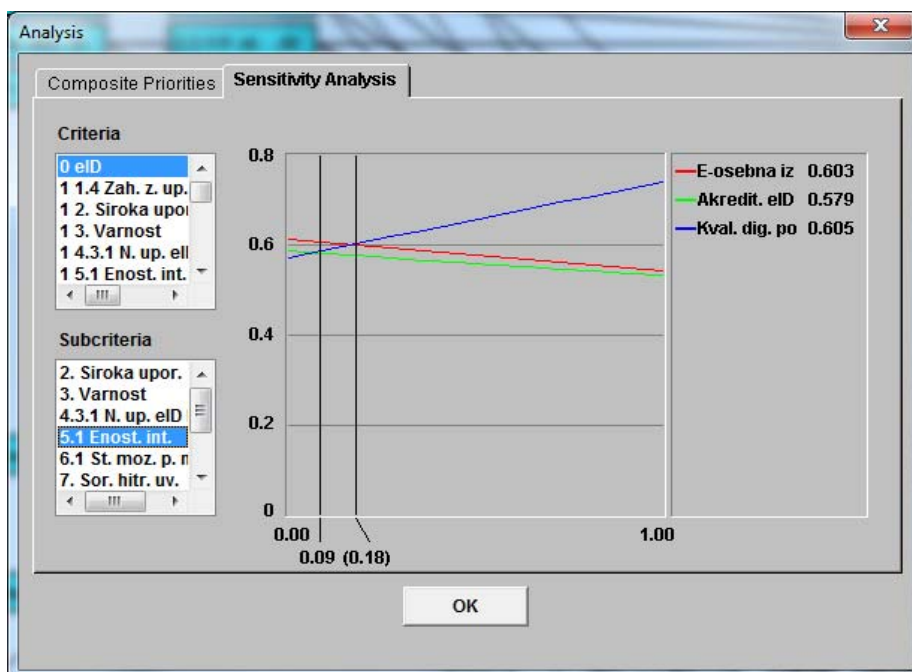 Analysis
Composite Priorities
Sensitivity Analysis
Criteria
0 eID
1 1.4 Zah. z. up.
1 2. Siroka upor
1 3. Varnost
1 4.3.1 N. up. eII
1 5.1 Enost. int.
Subcriteria
2. Siroka upor.
3. Varnost
4.3.1 N. up. eID
5.1 Enost. int.
6.1 St. moz. p. n
7. Sor. hitr. uv.
0.8
0.6
0.4
0.2
0
0.00
1.00
0.09 (0.18)
E-osebna iz 0.603
Akredit. eID 0.579
Kval. dig. po 0.605
OK